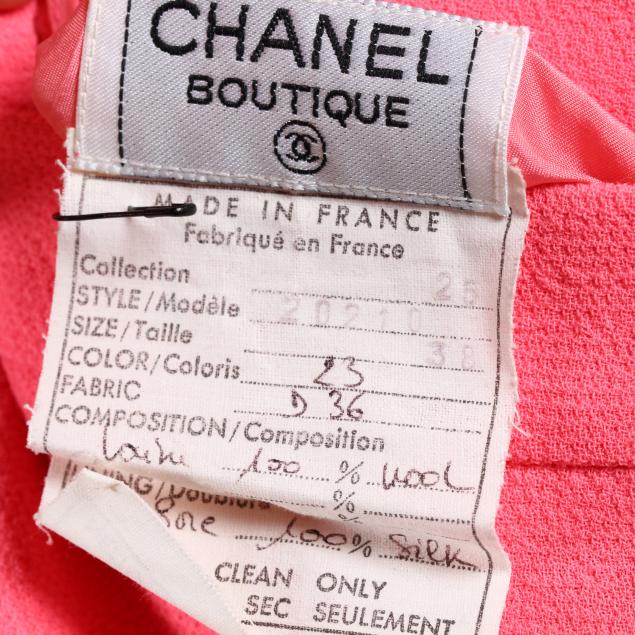 CHANEL
BOUTIQUE
MADE IN FRANCE
Fabriqué en France
Collection 25
STYLE/Modèle 20210
SIZE/Taille 38
COLOR/Coloris 23
FABRIC D 36
COMPOSITION/Composition
Laine 100 % Wool
%
Soie 100% Silk
CLEAN ONLY
SEC SEULEMENT